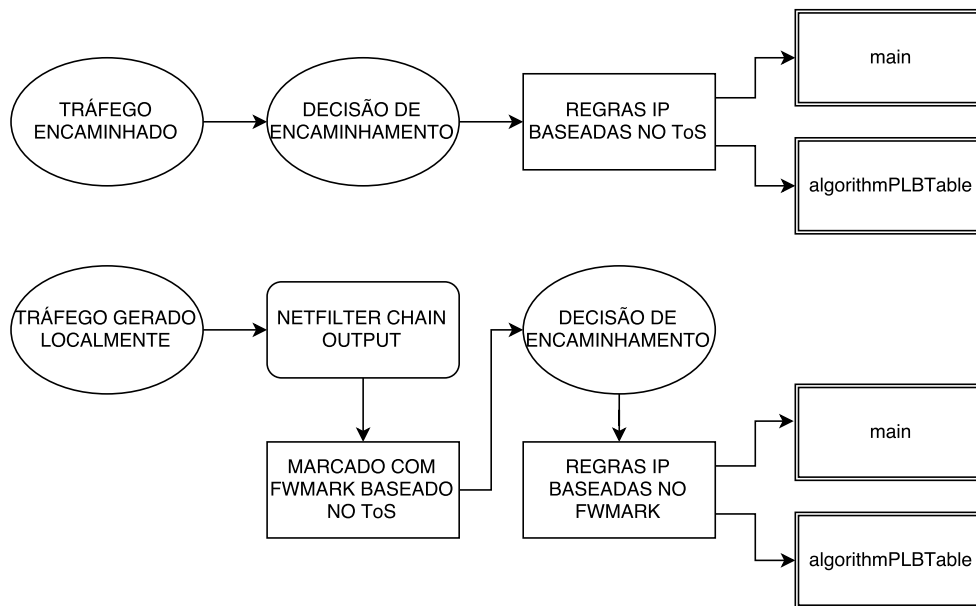 TRÁFEGO
ENCAMINHADO
DECISÃO DE
ENCAMINHAMENTO
REGRAS IP
BASEADAS NO ToS
main
algorithmPLBTable
TRÁFEGO GERADO
LOCALMENTE
NETFILTER CHAIN
OUTPUT
MARCADO COM
FWMARK BASEADO
NO ToS
DECISÃO DE
ENCAMINHAMENTO
REGRAS IP
BASEADAS NO
FWMARK
main
algorithmPLBTable